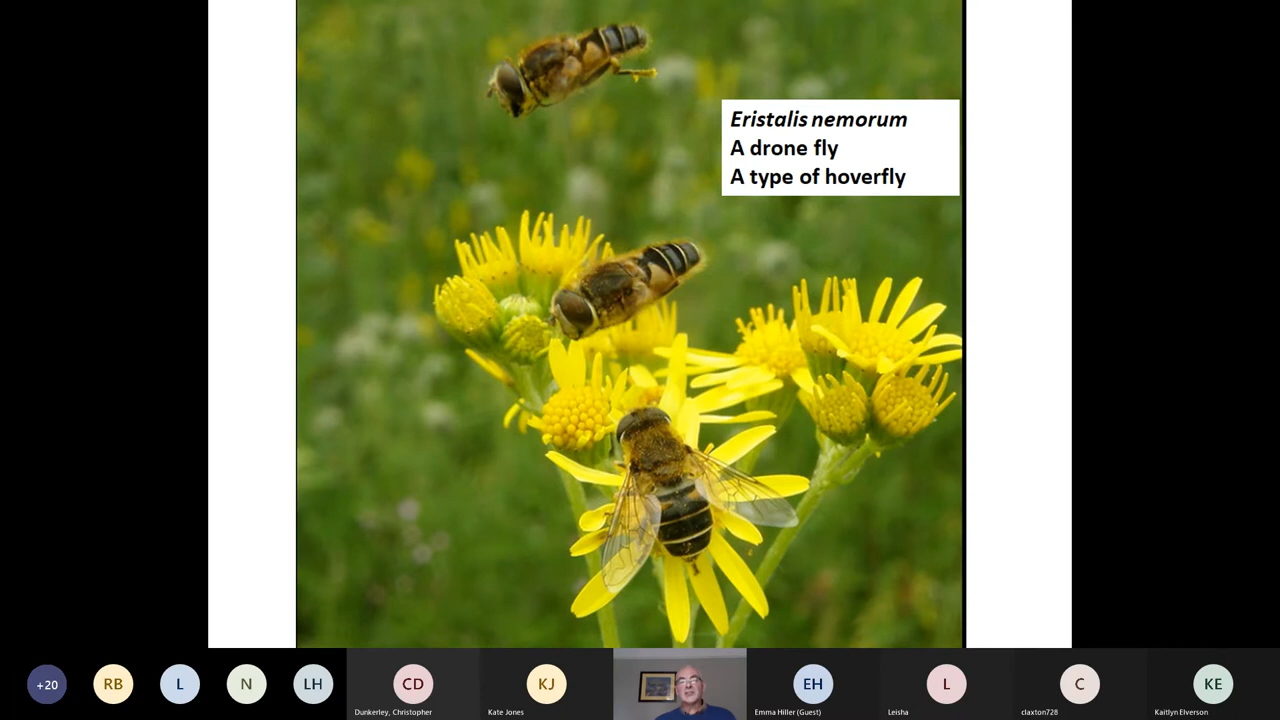 Eristalis nemorum
A drone fly
A type of hoverfly
+20
RB
L
N
LH
CD
Dunkerley, Christopher
KJ
Kate Jones
EH
Emma Hiller (Guest)
L
Leisha
C
claxton728
KE
Kaitlyn Elverson